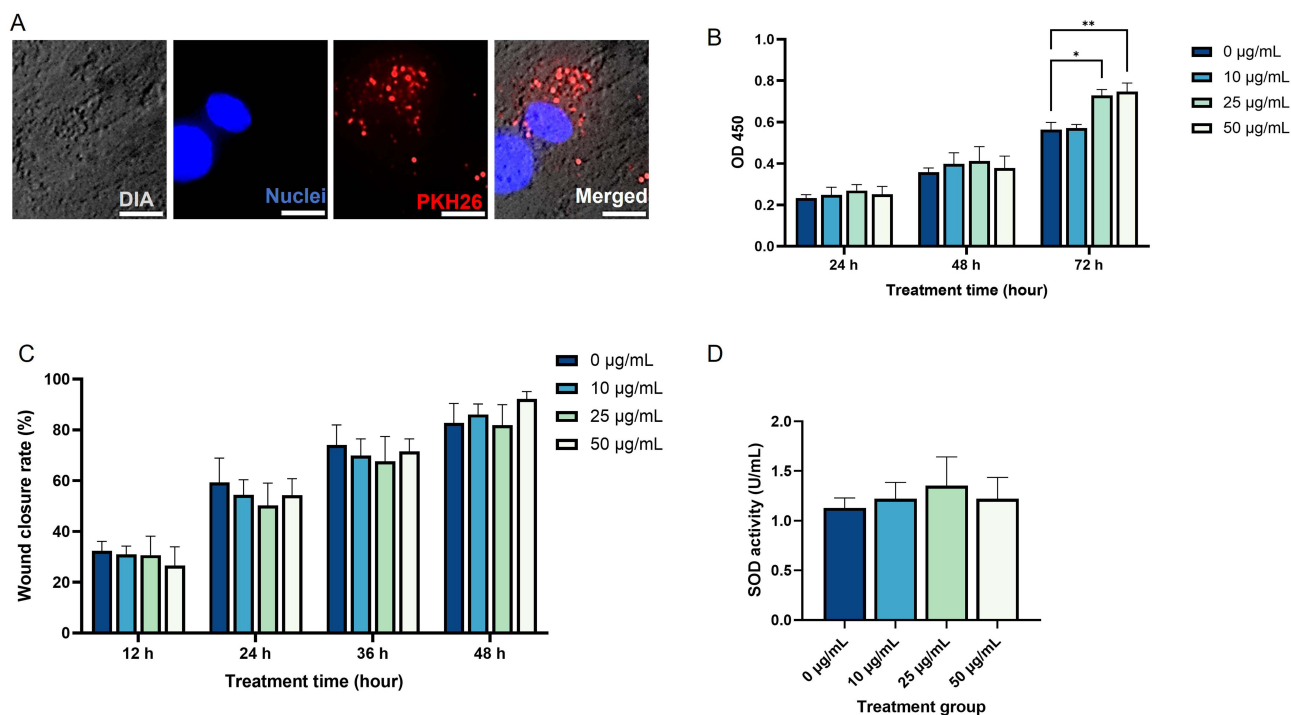 A
DIA
Nuclei
PKH26
Merged
B
OD 450
1.0
0.8
0.6
0.4
0.2
0.0
*
**
24 h
48 h
72 h
Treatment time (hour)
0 µg/mL
10 µg/mL
25 µg/mL
50 µg/mL
C
Wound closure rate (%)
100
80
60
40
20
0
12 h
24 h
36 h
48 h
Treatment time (hour)
0 µg/mL
10 µg/mL
25 µg/mL
50 µg/mL
D
SOD activity (U/mL)
2.0
1.5
1.0
0.5
0.0
0 µg/mL
10 µg/mL
25 µg/mL
50 µg/mL
Treatment group